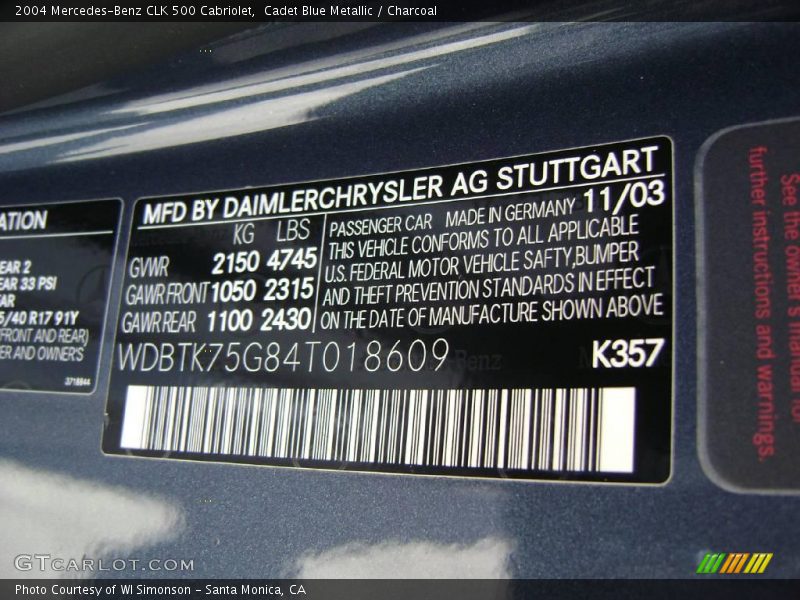 2004 Mercedes-Benz CLK 500 Cabriolet, Cadet Blue Metallic / Charcoal
ATION
EAR 2
EAR 33 PSI
AR
5/40 R17 91Y
FRONT AND REAR)
ER AND OWNER'S
3718944
MFD BY DAIMLERCHRYSLER AG STUTTGART
KG LBS
GVWR 2150 4745
GAWR FRONT 1050 2315
GAWR REAR 1100 2430
PASSENGER CAR MADE IN GERMANY 11/03
THIS VEHICLE CONFORMS TO ALL APPLICABLE
U.S. FEDERAL MOTOR VEHICLE SAFTY,BUMPER
AND THEFT PREVENTION STANDARDS IN EFFECT
ON THE DATE OF MANUFACTURE SHOWN ABOVE
WDBTK75G84T018609
K357
See the owner's manual for
further instructions and warnings.
GTCARLOT.COM
Photo Courtesy of WI Simonson - Santa Monica, CA